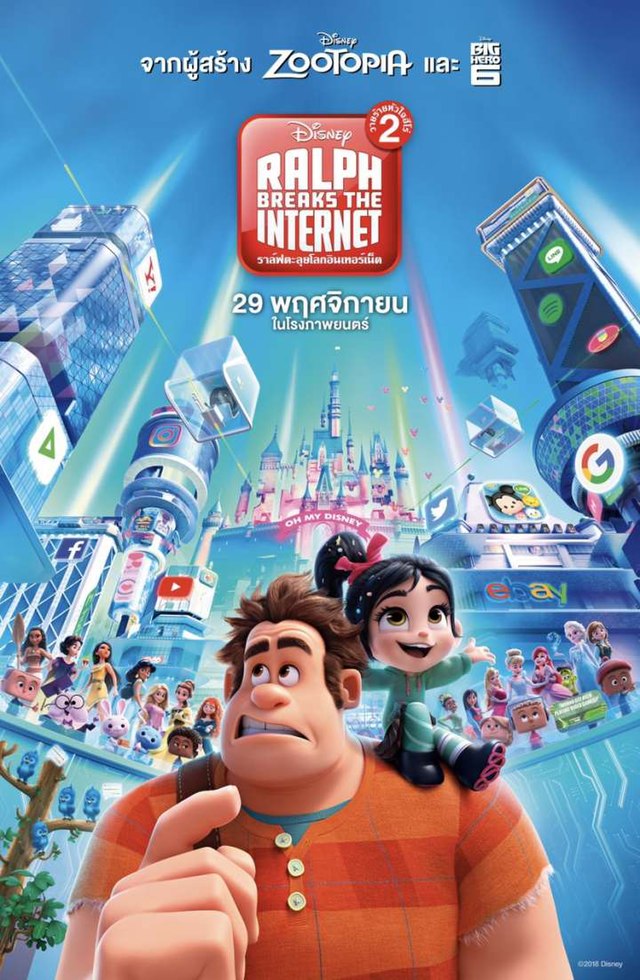 จากผู้สร้าง Disney ZOOTOPIA และ BIG HERO 6
วายร้ายหัวใจฮีโร่ 2
Disney
RALPH
BREAKS THE
INTERNET
ราล์ฟตะลุยโลกอินเทอร์เน็ต
29 พฤศจิกายน
ในโรงภาพยนตร์
LINE
OH MY DISNEY
YouTube
ebay
©2018 Disney